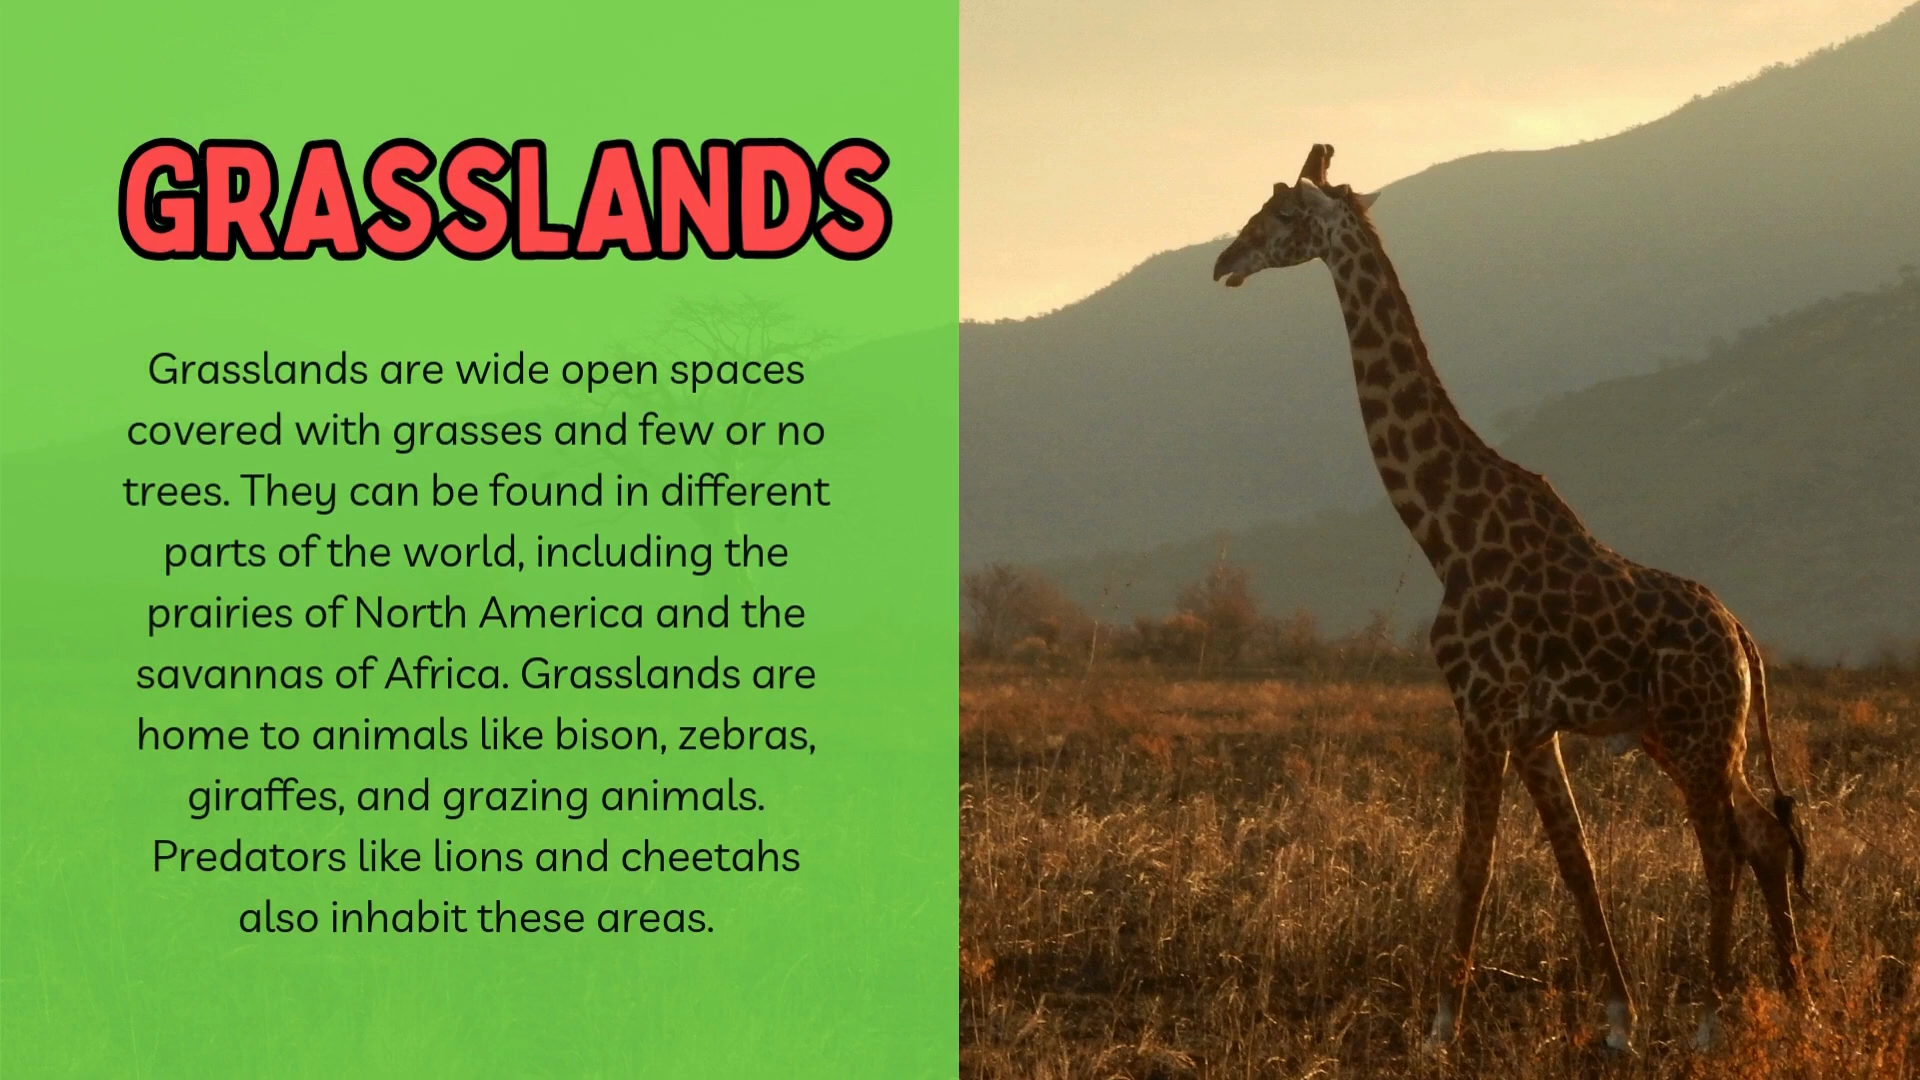 GRASSLANDS
Grasslands are wide open spaces
covered with grasses and few or no
trees. They can be found in different
parts of the world, including the
prairies of North America and the
savannas of Africa. Grasslands are
home to animals like bison, zebras,
giraffes, and grazing animals.
Predators like lions and cheetahs
also inhabit these areas.